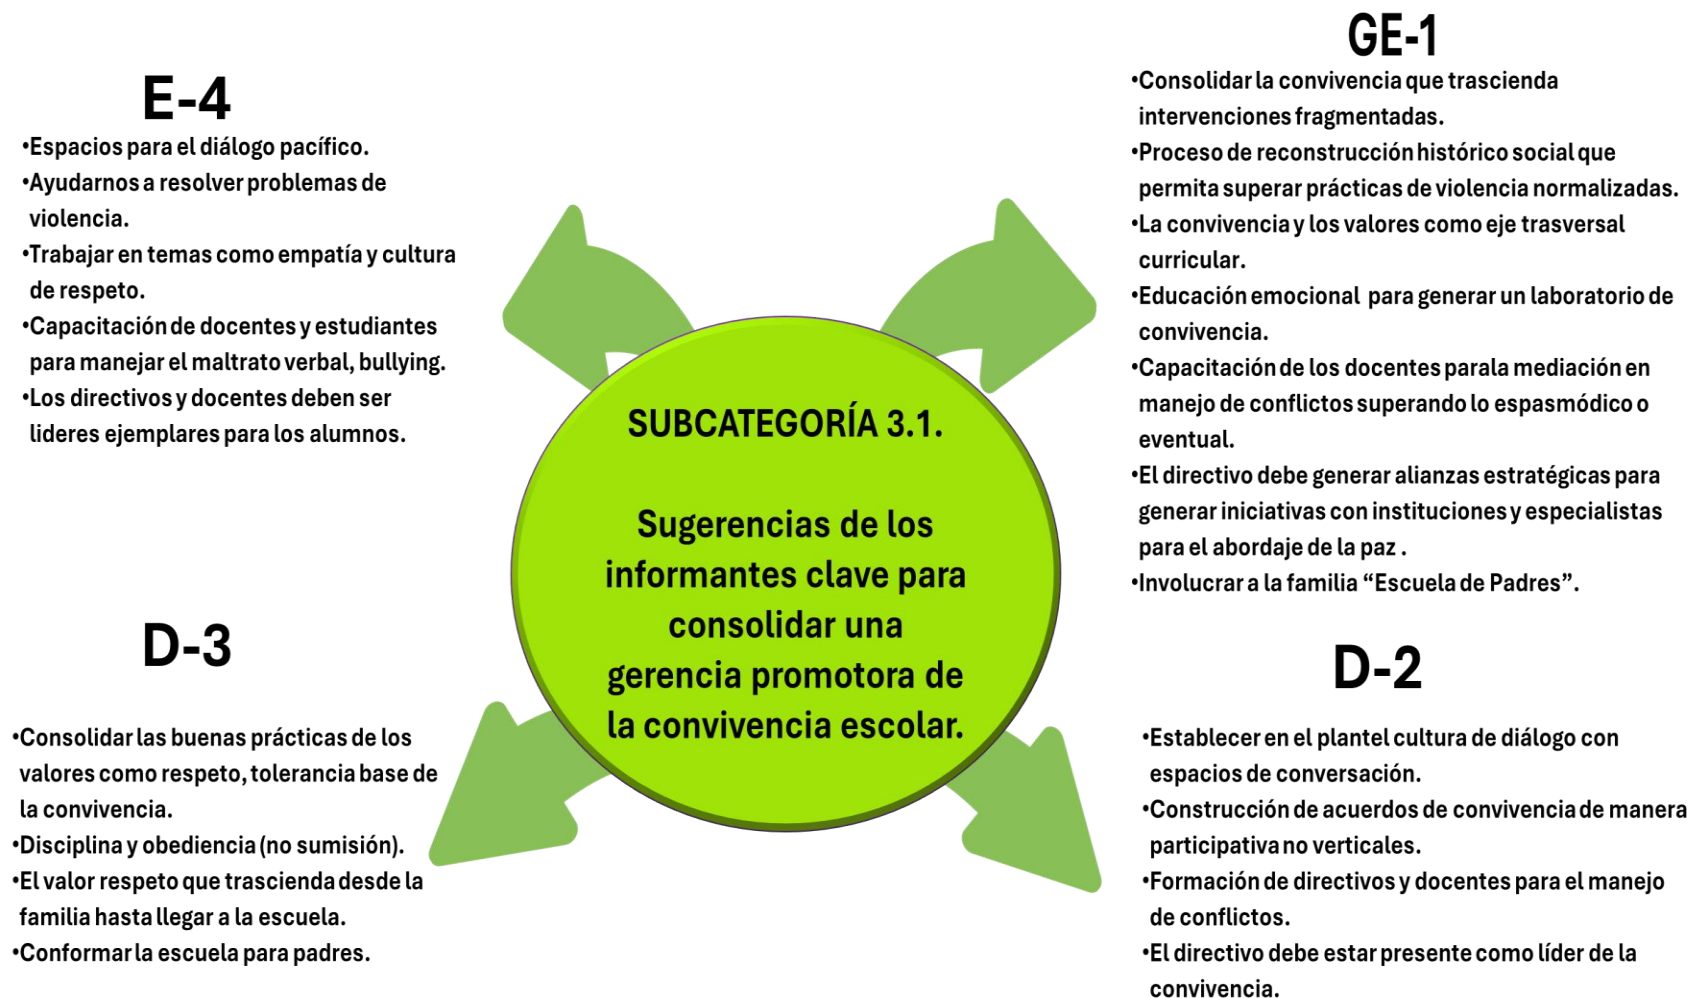 E-4
•Espacios para el diálogo pacífico.
•Ayudarnos a resolver problemas de
violencia.
•Trabajar en temas como empatía y cultura
de respeto.
•Capacitación de docentes y estudiantes
para manejar el maltrato verbal, bullying.
•Los directivos y docentes deben ser
lideres ejemplares para los alumnos.
GE-1
•Consolidar la convivencia que trascienda
intervenciones fragmentadas.
•Proceso de reconstrucción histórico social que
permita superar prácticas de violencia normalizadas.
•La convivencia y los valores como eje trasversal
curricular.
•Educación emocional para generar un laboratorio de
convivencia.
•Capacitación de los docentes parala mediación en
manejo de conflictos superando lo espasmódico o
eventual.
•El directivo debe generar alianzas estratégicas para
generar iniciativas con instituciones y especialistas
para el abordaje de la paz .
•Involucrar a la familia “Escuela de Padres”.
SUBCATEGORÍA 3.1.
Sugerencias de los
informantes clave para
consolidar una
gerencia promotora de
la convivencia escolar.
D-3
•Consolidar las buenas prácticas de los
valores como respeto, tolerancia base de
la convivencia.
•Disciplina y obediencia (no sumisión).
•El valor respeto que trascienda desde la
familia hasta llegar a la escuela.
•Conformar la escuela para padres.
D-2
•Establecer en el plantel cultura de diálogo con
espacios de conversación.
•Construcción de acuerdos de convivencia de manera
participativa no verticales.
•Formación de directivos y docentes para el manejo
de conflictos.
•El directivo debe estar presente como líder de la
convivencia.